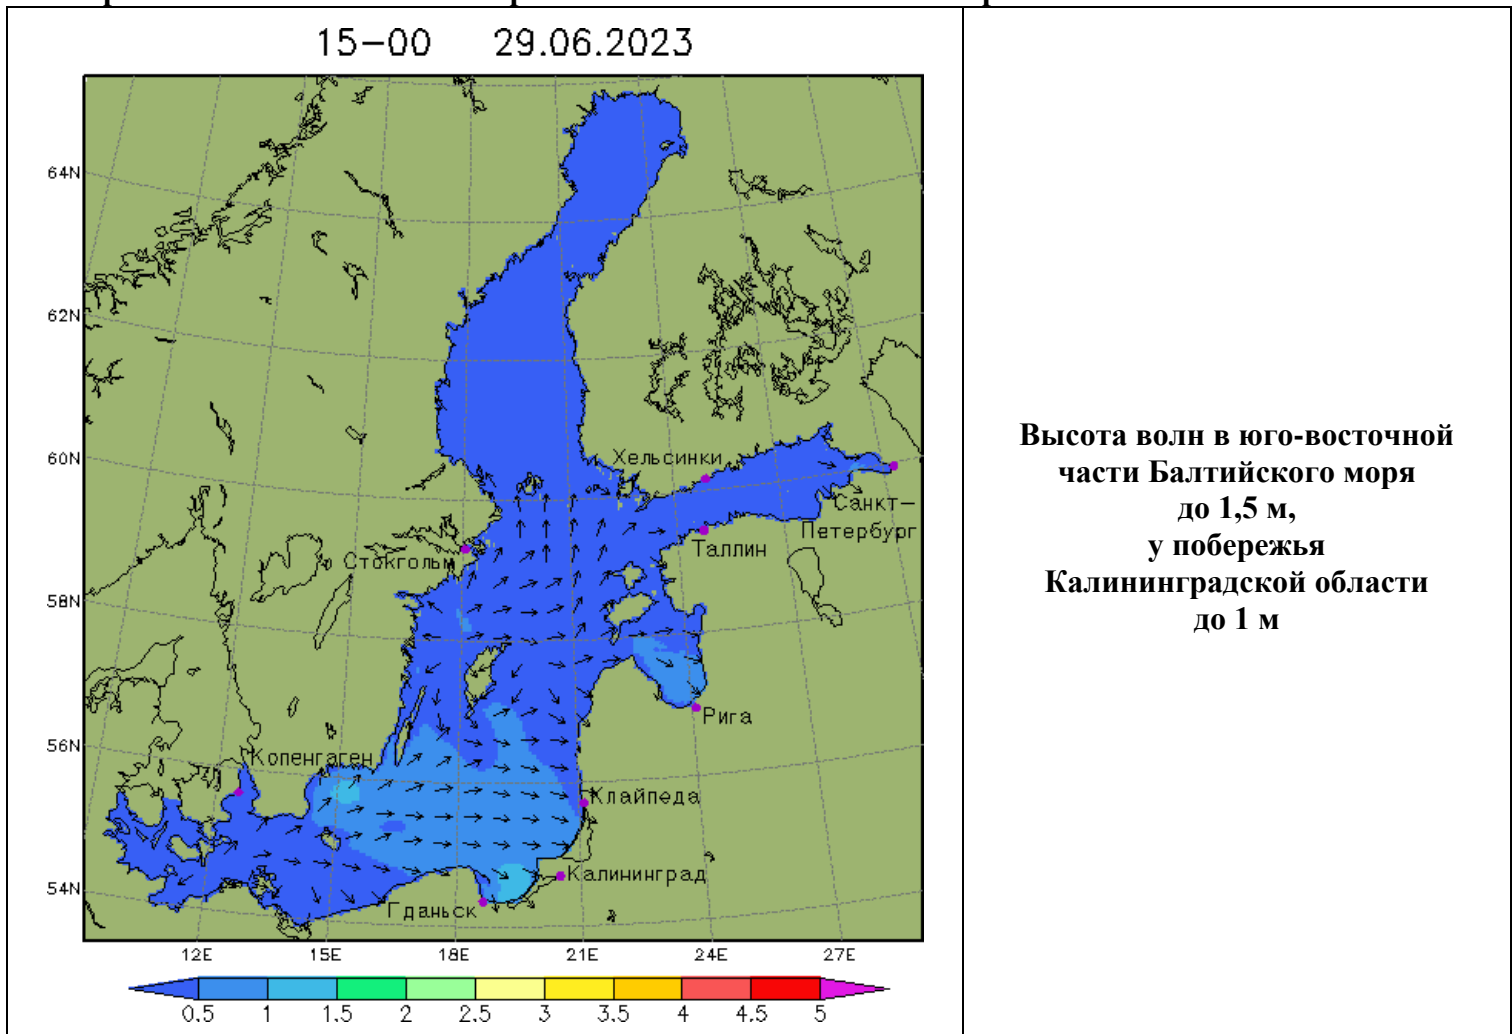 15-00 29.06.2023
64N
62N
60N
58N
56N
54N
Хельсинки
Санкт-
Петербург
Таллин
Стокгольм
Рига
Копенгаген
Клайпеда
Калининград
Гданьск
12E 15E 18E 21E 24E 27E
0.5 1 1.5 2 2.5 3 3.5 4 4.5 5
Высота волн в юго-восточной
части Балтийского моря
до 1,5 м,
у побережья
Калининградской области
до 1 м